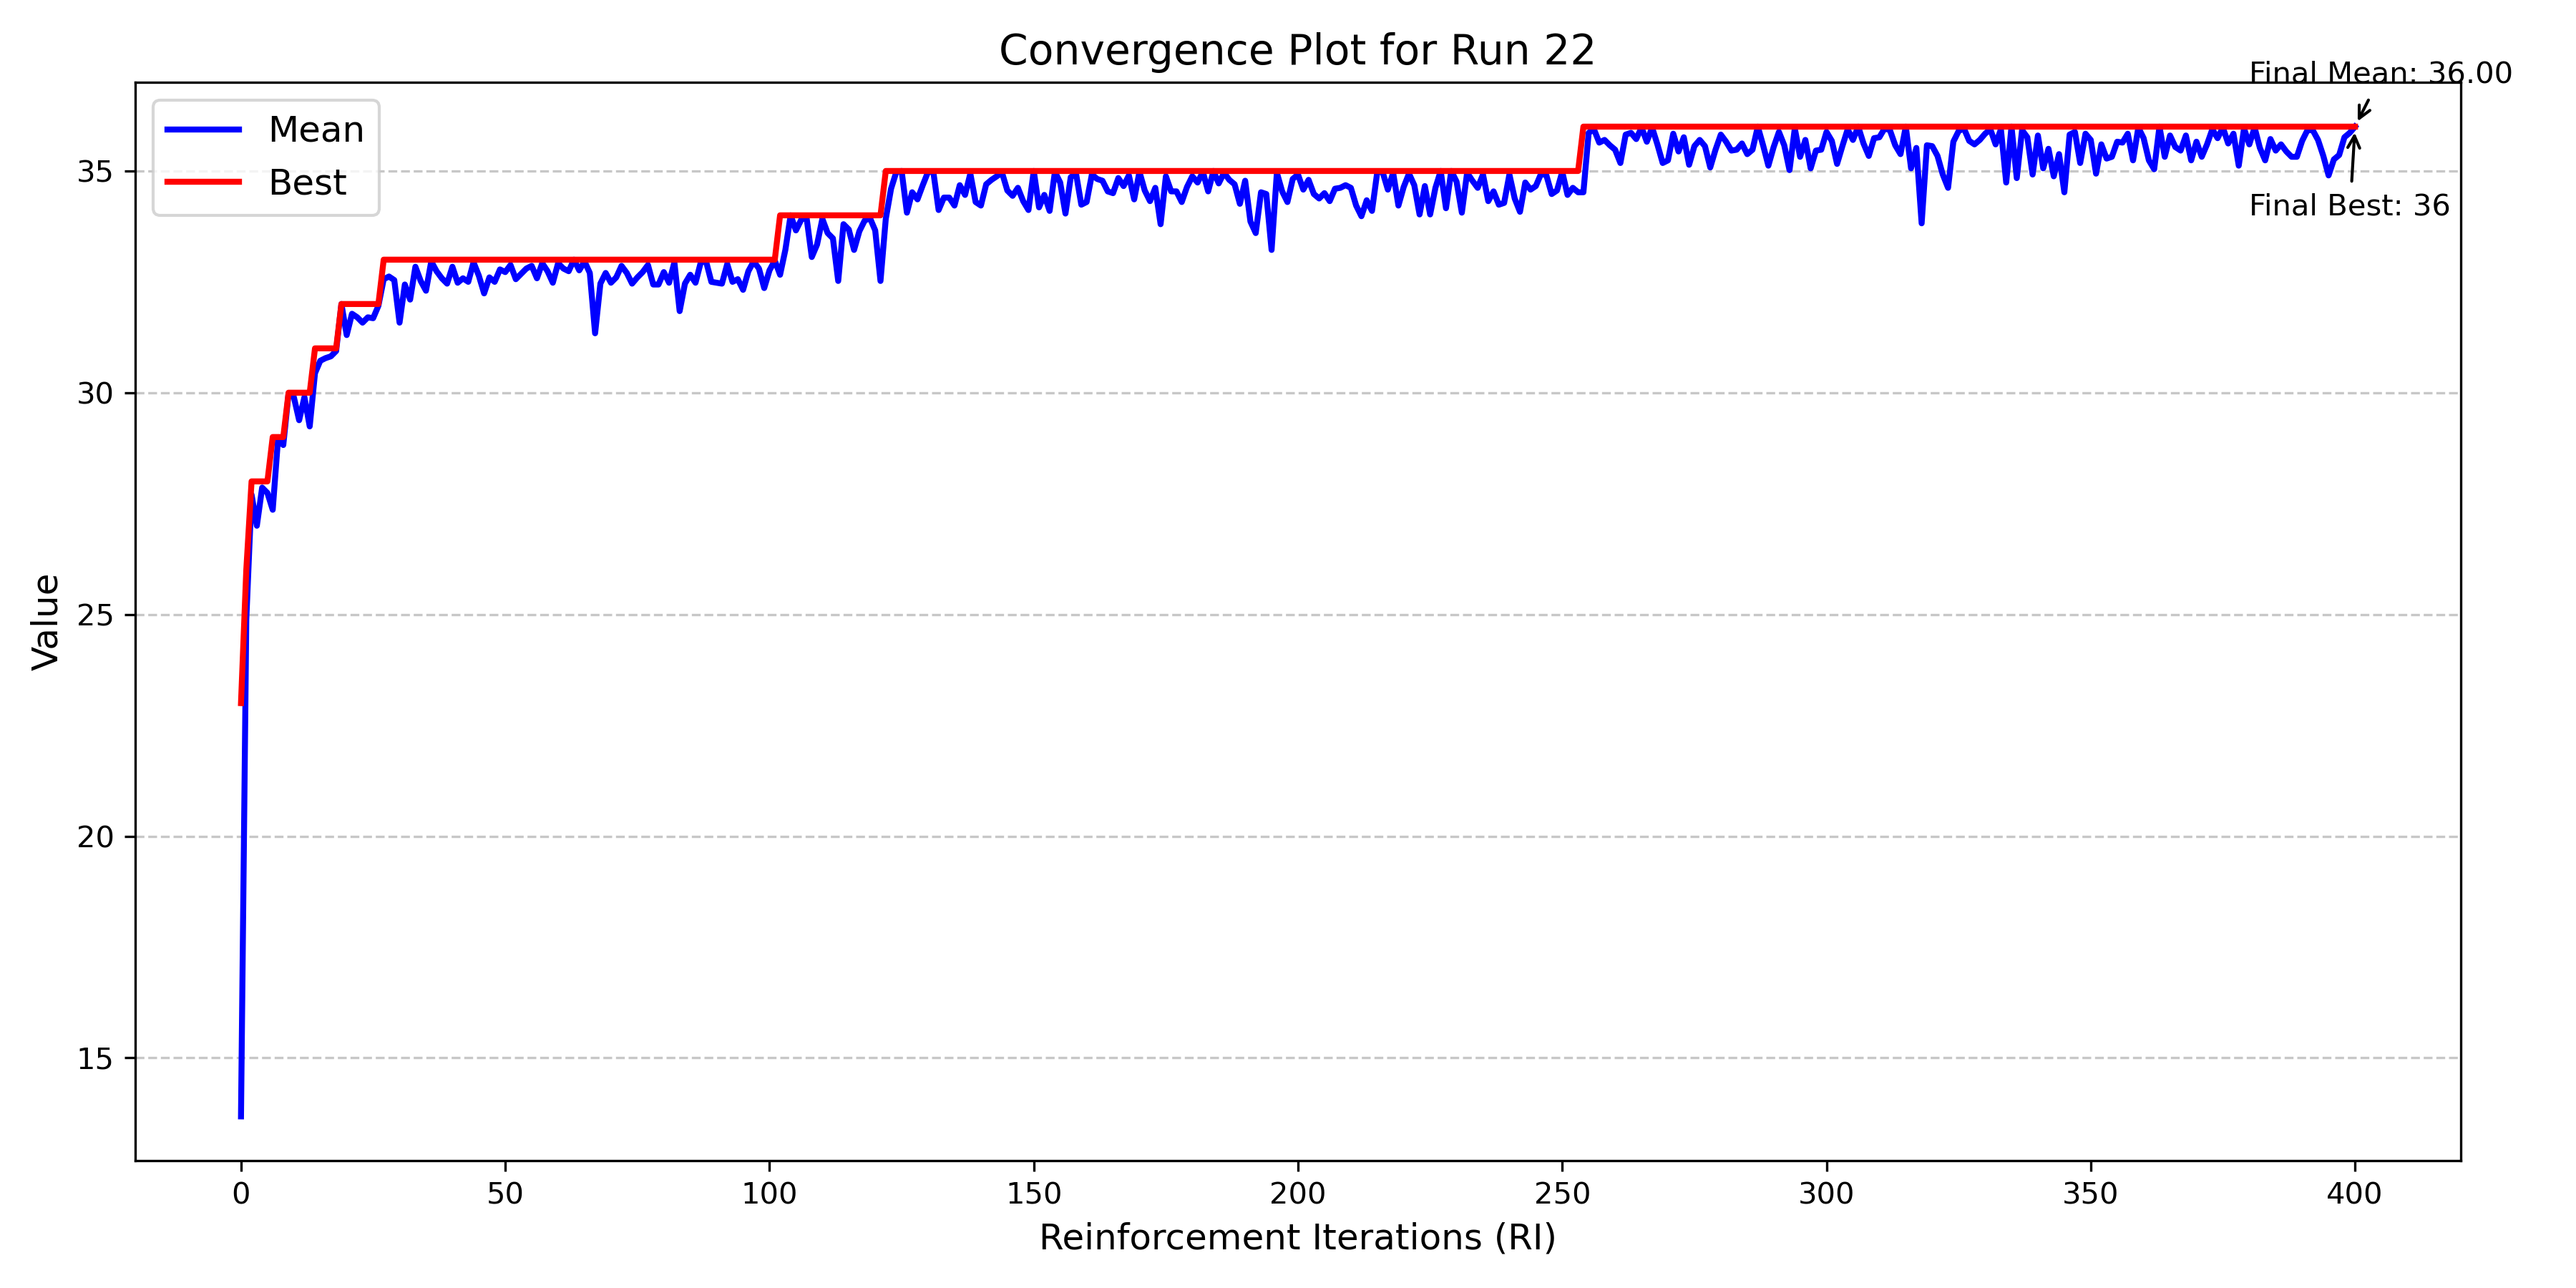 Convergence Plot for Run 22
Final Mean: 36.00
Mean
Best
Final Best: 36
Value
35
30
25
20
15
0 50 100 150 200 250 300 350 400
Reinforcement Iterations (RI)